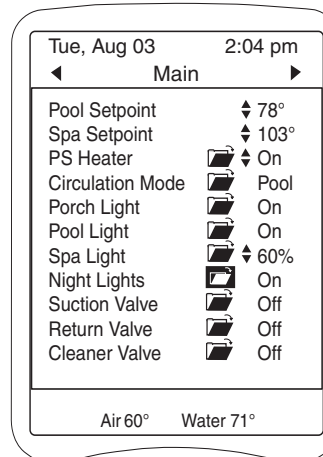 Tue, Aug 03 2:04 pm
Main
Pool Setpoint 78°
Spa Setpoint 103°
PS Heater On
Circulation Mode Pool
Porch Light On
Pool Light On
Spa Light 60%
Night Lights On
Suction Valve Off
Return Valve Off
Cleaner Valve Off
Air 60° Water 71°